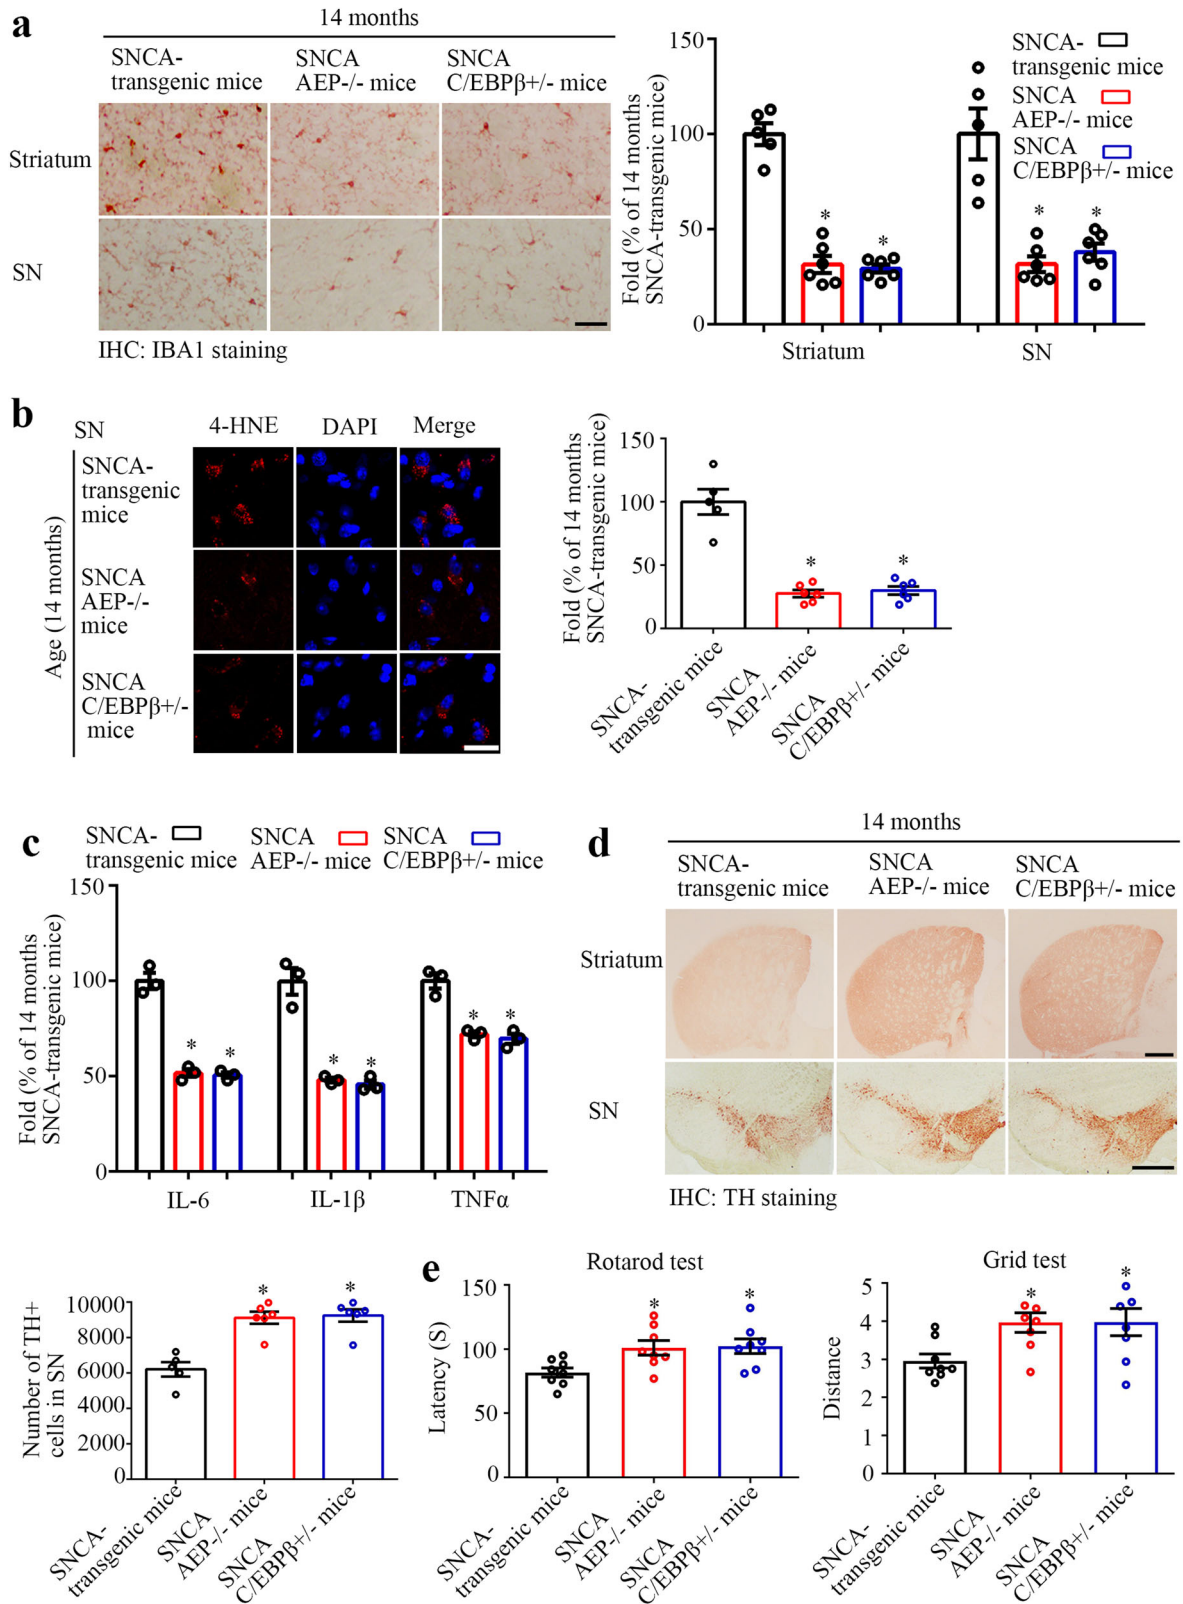 a
14 months
SNCA-
transgenic mice
SNCA
AEP-/- mice
SNCA
C/EBPβ+/- mice
Striatum
SN
IHC: IBA1 staining
Fold (% of 14 months
SNCA-transgenic mice)
150
100
50
0
*
*
*
*
Striatum
SN
SNCA-
transgenic mice
SNCA
AEP-/- mice
SNCA
C/EBPβ+/- mice
b
SN
4-HNE
DAPI
Merge
Age (14 months)
SNCA-
transgenic
mice
SNCA
AEP-/-
mice
SNCA
C/EBPβ+/-
mice
Fold (% of 14 months
SNCA-transgenic mice)
150
100
50
0
*
*
SNCA-
transgenic mice
SNCA
AEP-/- mice
SNCA
C/EBPβ+/- mice
c
SNCA-
transgenic mice
SNCA
AEP-/- mice
SNCA
C/EBPβ+/- mice
Fold (% of 14 months
SNCA-transgenic mice)
150
100
50
0
*
*
*
*
*
*
IL-6
IL-1β
TNFα
d
14 months
SNCA-
transgenic mice
SNCA
AEP-/- mice
SNCA
C/EBPβ+/- mice
Striatum
SN
IHC: TH staining
Number of TH+
cells in SN
10000
8000
6000
4000
2000
0
*
*
SNCA-
transgenic mice
SNCA
AEP-/- mice
SNCA
C/EBPβ+/- mice
e
Rotarod test
Latency (S)
150
100
50
0
*
*
SNCA-
transgenic mice
SNCA
AEP-/- mice
SNCA
C/EBPβ+/- mice
Grid test
Distance
5
4
3
2
1
0
*
*
SNCA-
transgenic mice
SNCA
AEP-/- mice
SNCA
C/EBPβ+/- mice